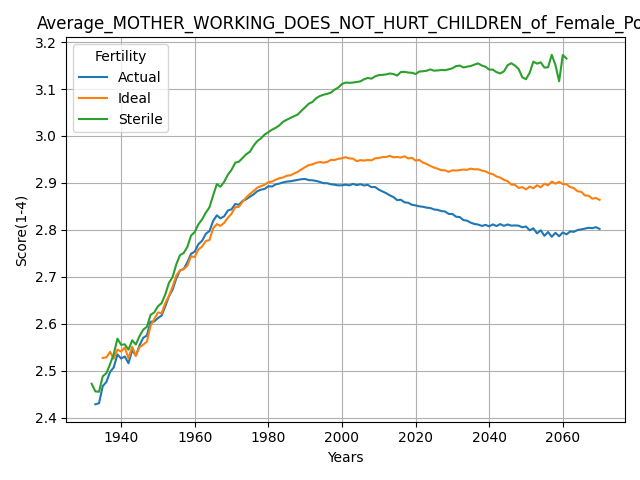 Average_MOTHER_WORKING_DOES_NOT_HURT_CHILDREN_of_Female_Po
Fertility
Actual
Ideal
Sterile
Score(1-4)
3.2
3.1
3.0
2.9
2.8
2.7
2.6
2.5
2.4
1940 1960 1980 2000 2020 2040 2060
Years